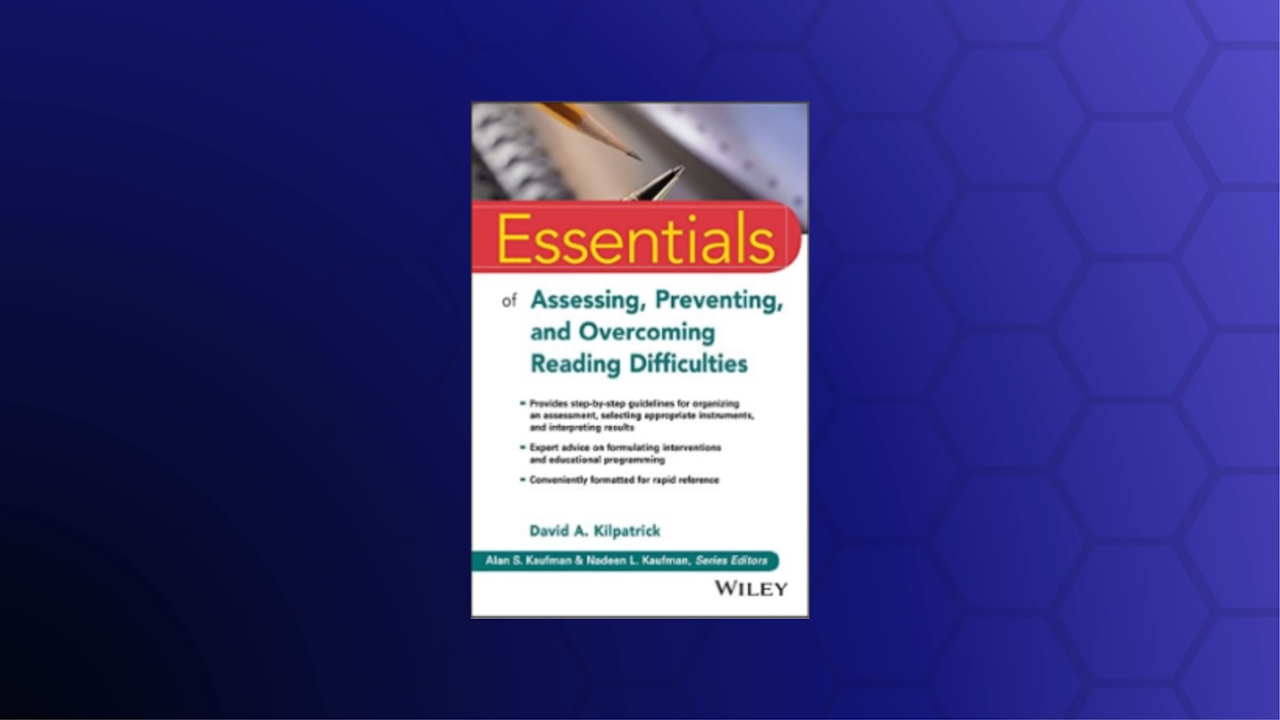 Essentials
of Assessing, Preventing,
and Overcoming
Reading Difficulties
Provides step-by-step guidelines for organizing
an assessment, selecting appropriate instruments,
and interpreting results
Expert advice on formulating interventions
and educational programming
Conveniently formatted for rapid reference
David A. Kilpatrick
Alan S. Kaufman & Nadeen L. Kaufman, Series Editors
WILEY